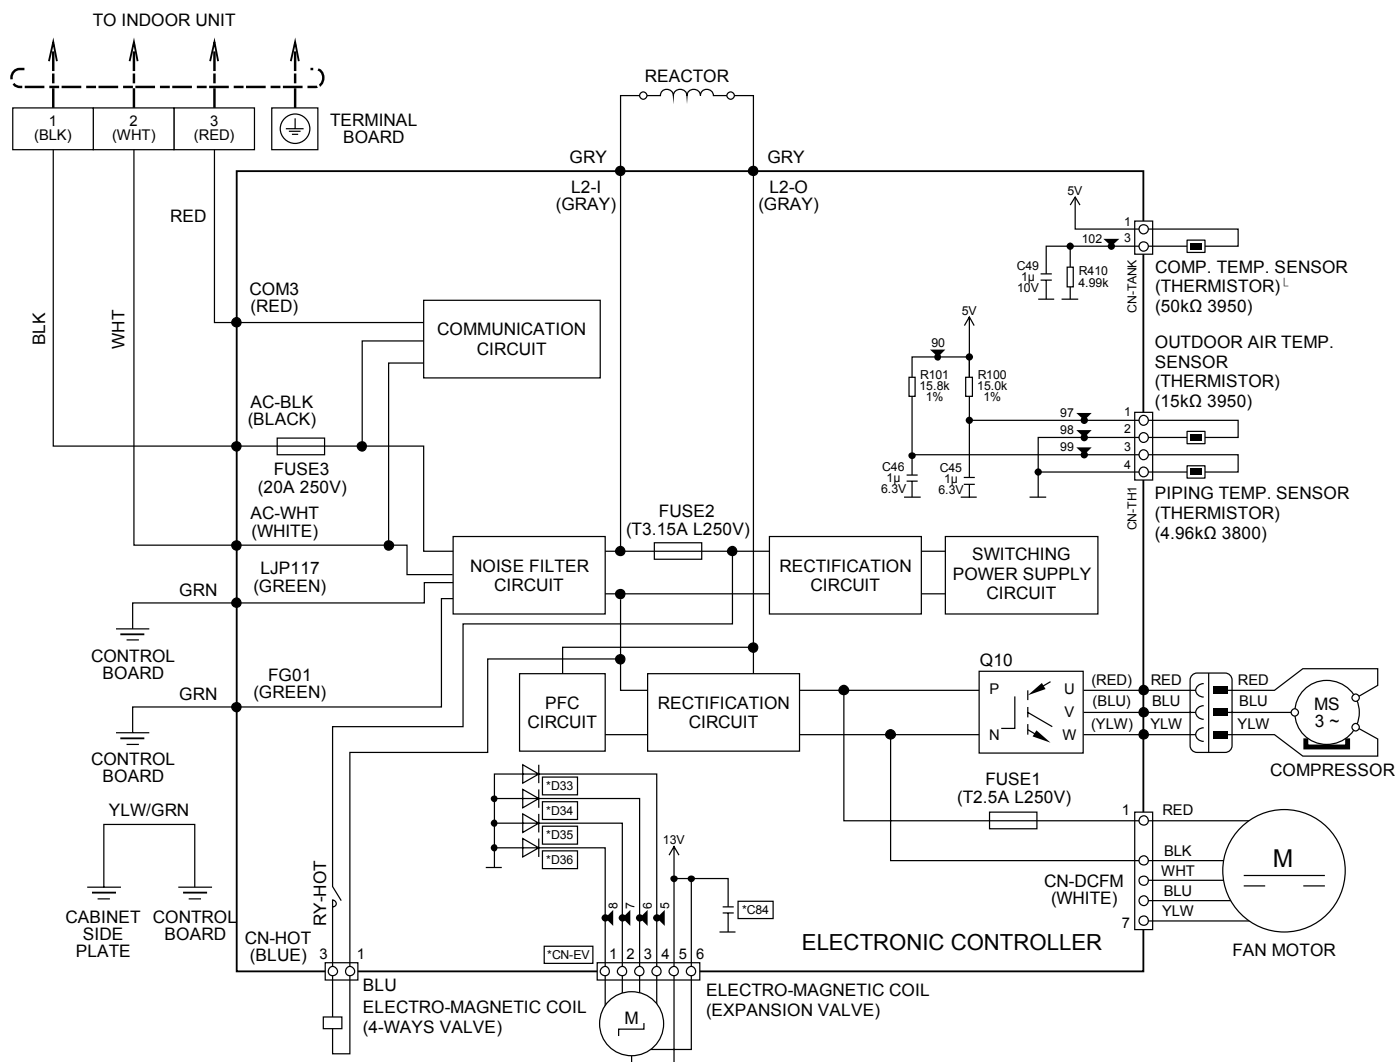 TO INDOOR UNIT
1
(BLK)
2
(WHT)
3
(RED)
TERMINAL
BOARD
REACTOR
GRY
GRY
L2-I
(GRAY)
L2-O
(GRAY)
RED
BLK
WHT
COM3
(RED)
COMMUNICATION
CIRCUIT
AC-BLK
(BLACK)
FUSE3
(20A 250V)
AC-WHT
(WHITE)
LJP117
(GREEN)
GRN
CONTROL
BOARD
FG01
(GREEN)
GRN
CONTROL
BOARD
YLW/GRN
CABINET
SIDE
PLATE
CONTROL
BOARD
NOISE FILTER
CIRCUIT
FUSE2
(T3.15A L250V)
RECTIFICATION
CIRCUIT
SWITCHING
POWER SUPPLY
CIRCUIT
5V
1
102
3
C49
1µ
10V
R410
4.99k
CN-TANK
COMP. TEMP. SENSOR
(THERMISTOR)
(50kΩ 3950)
5V
90
R101
15.8k
1%
R100
15.0k
1%
OUTDOOR AIR TEMP.
SENSOR
(THERMISTOR)
(15kΩ 3950)
97
1
98
2
99
3
4
C46
1µ
6.3V
C45
1µ
6.3V
CN-TH1
PIPING TEMP. SENSOR
(THERMISTOR)
(4.96kΩ 3800)
PFC
CIRCUIT
RECTIFICATION
CIRCUIT
Q10
P
N
U
V
W
(RED)
(BLU)
(YLW)
RED
BLU
YLW
RED
BLU
YLW
MS
3 ~
COMPRESSOR
FUSE1
(T2.5A L250V)
1
RED
BLK
WHT
BLU
YLW
CN-DCFM
(WHITE)
7
M
FAN MOTOR
*D33
*D34
*D35
*D36
13V
8
7
6
5
*C84
RY-HOT
CN-HOT
(BLUE)
3
1
BLU
ELECTRO-MAGNETIC COIL
(4-WAYS VALVE)
*CN-EV
1
2
3
4
5
6
M
ELECTRO-MAGNETIC COIL
(EXPANSION VALVE)
ELECTRONIC CONTROLLER